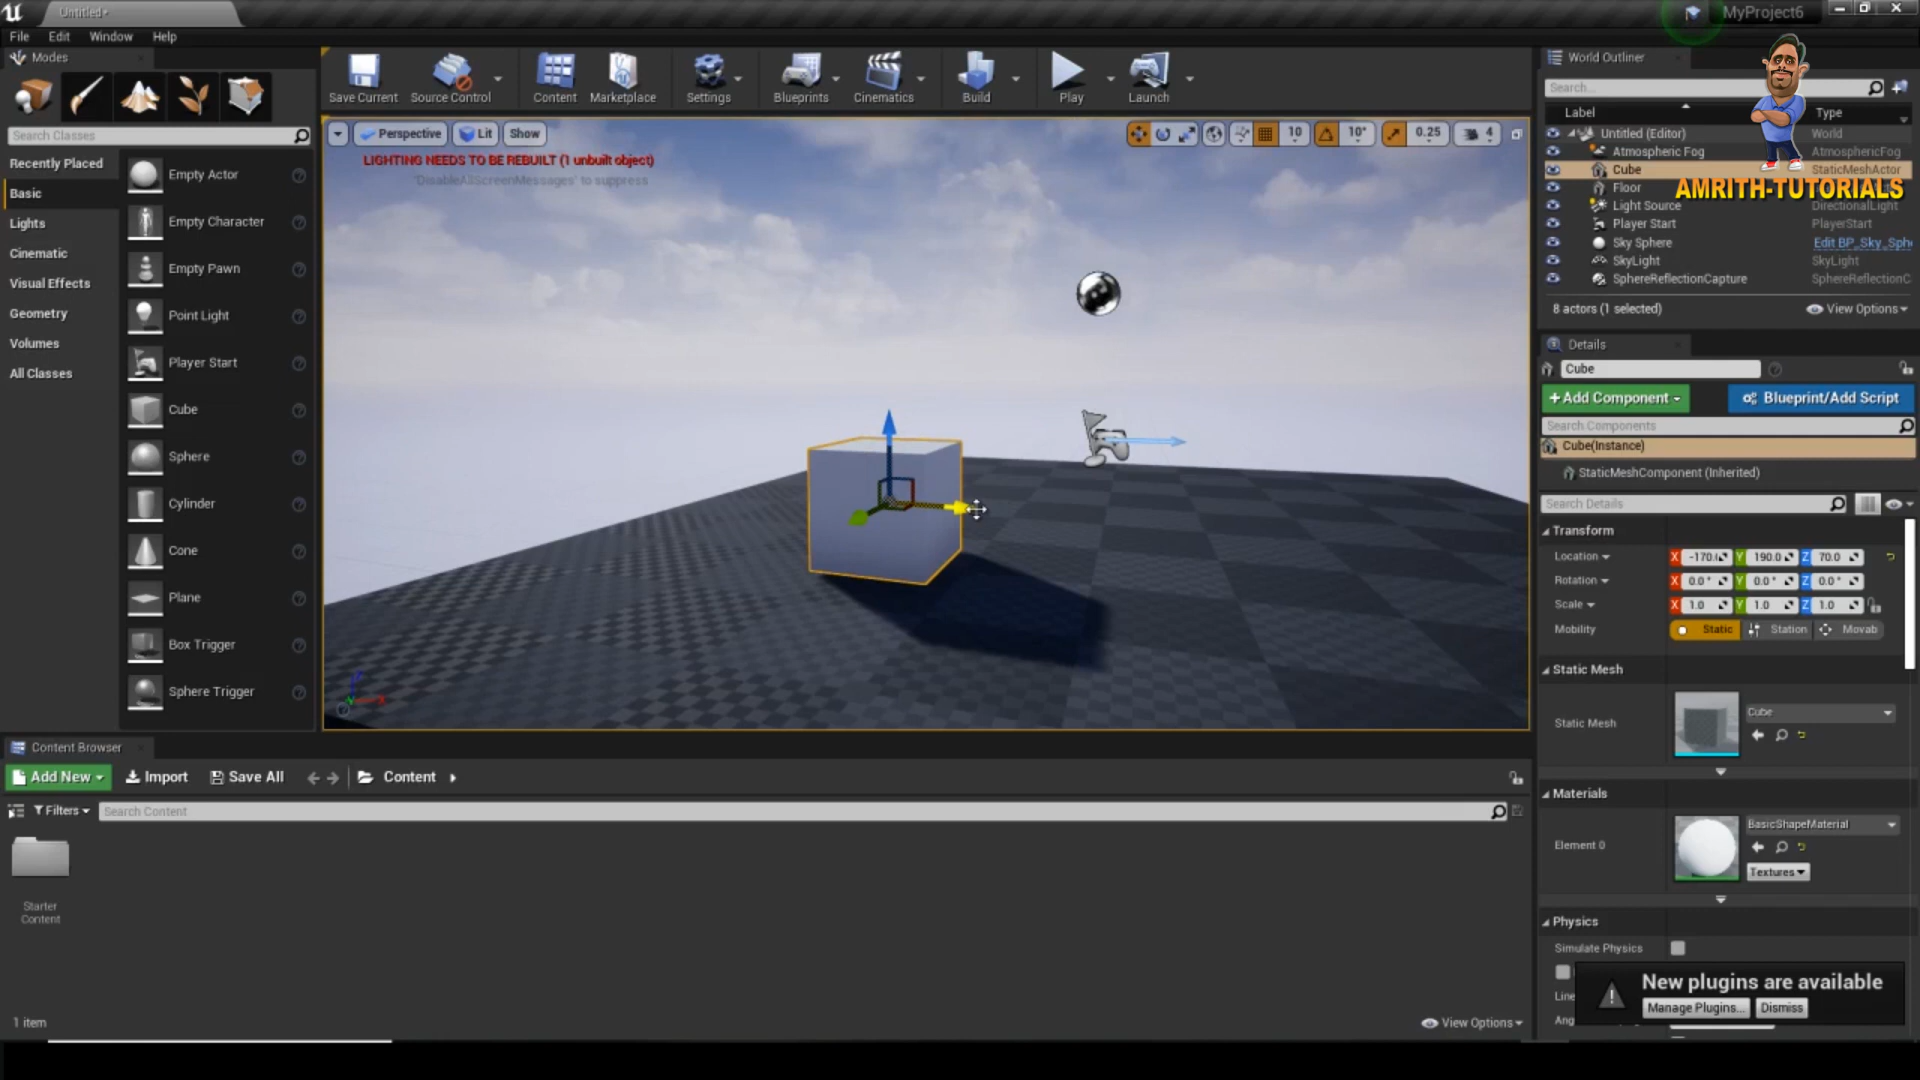 Untitled*
MyProject6
File Edit Window Help
Modes
Save Current
Source Control
Content
Marketplace
Settings
Blueprints
Cinematics
Build
Play
Launch
Search Classes
Recently Placed
Basic
Lights
Cinematic
Visual Effects
Geometry
Volumes
All Classes
Empty Actor
Empty Character
Empty Pawn
Point Light
Player Start
Cube
Sphere
Cylinder
Cone
Plane
Box Trigger
Sphere Trigger
Perspective Lit Show
10 10° 0.25 4
LIGHTING NEEDS TO BE REBUILT (1 unbuilt object)
'DisableAllScreenMessages' to suppress
World Outliner
Search...
Label Type
Untitled (Editor) World
Atmospheric Fog AtmosphericFog
Cube StaticMeshActor
Floor
AMRITH-TUTORIALS
Light Source DirectionalLight
Player Start PlayerStart
Sky Sphere Edit BP_Sky_Sph
SkyLight SkyLight
SphereReflectionCapture SphereReflectionC
8 actors (1 selected) View Options
Details
Cube
+Add Component Blueprint/Add Script
Search Components
Cube(Instance)
StaticMeshComponent (Inherited)
Search Details
Transform
Location X -170. Y 190.0 Z 70.0
Rotation X 0.0° Y 0.0° Z 0.0°
Scale X 1.0 Y 1.0 Z 1.0
Mobility Static Station Movab
Static Mesh
Static Mesh Cube
Materials
Element 0 BasicShapeMaterial
Textures
Physics
Simulate Physics
Line
Ang
New plugins are available
Manage Plugins... Dismiss
Content Browser
Add New Import Save All Content
Filters Search Content
Starter
Content
1 item
View Options